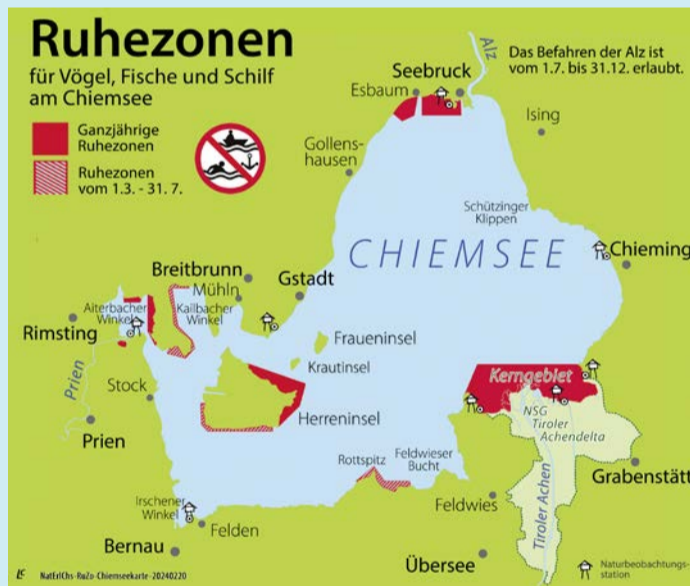 Ruhezonen
für Vögel, Fische und Schilf
am Chiemsee
Ganzjährige
Ruhezonen
Ruhezonen
vom 1.3. - 31. 7.
Alz
Das Befahren der Alz ist
vom 1.7. bis 31.12. erlaubt.
Seebruck
Esbaum
Ising
Gollens-
hausen
Schützinger
Klippen
CHIEMSEE
Chieming
Breitbrunn
Mühln
Gstadt
Aiterbacher
Winkel
Kailbacher
Winkel
Rimsting
Fraueninsel
Krautinsel
Prien
Stock
Herreninsel
Kerngebiet
NSG
Tiroler
Achendelta
Prien
Rottspitz
Feldwieser
Bucht
Grabenstätt
Tiroler Achen
Irschener
Winkel
Felden
Feldwies
Bernau
Übersee
Naturbeobachtungs-
station
NatErlChs-RuZo-Chiemseekarte-20240220